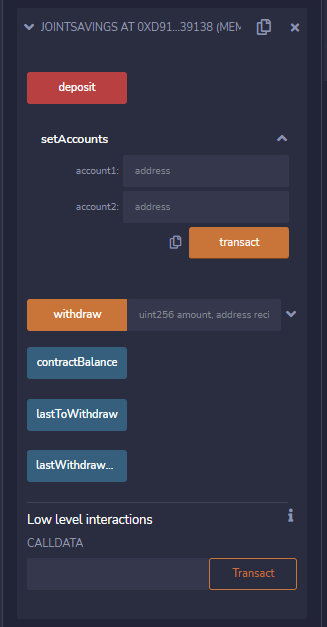 JOINTSAVINGS AT 0XD91...39138 (MEM
deposit
setAccounts
account1: address
account2: address
transact
withdraw uint256 amount, address reci
contractBalance
lastToWithdraw
lastWithdraw...
Low level interactions
CALLDATA
Transact